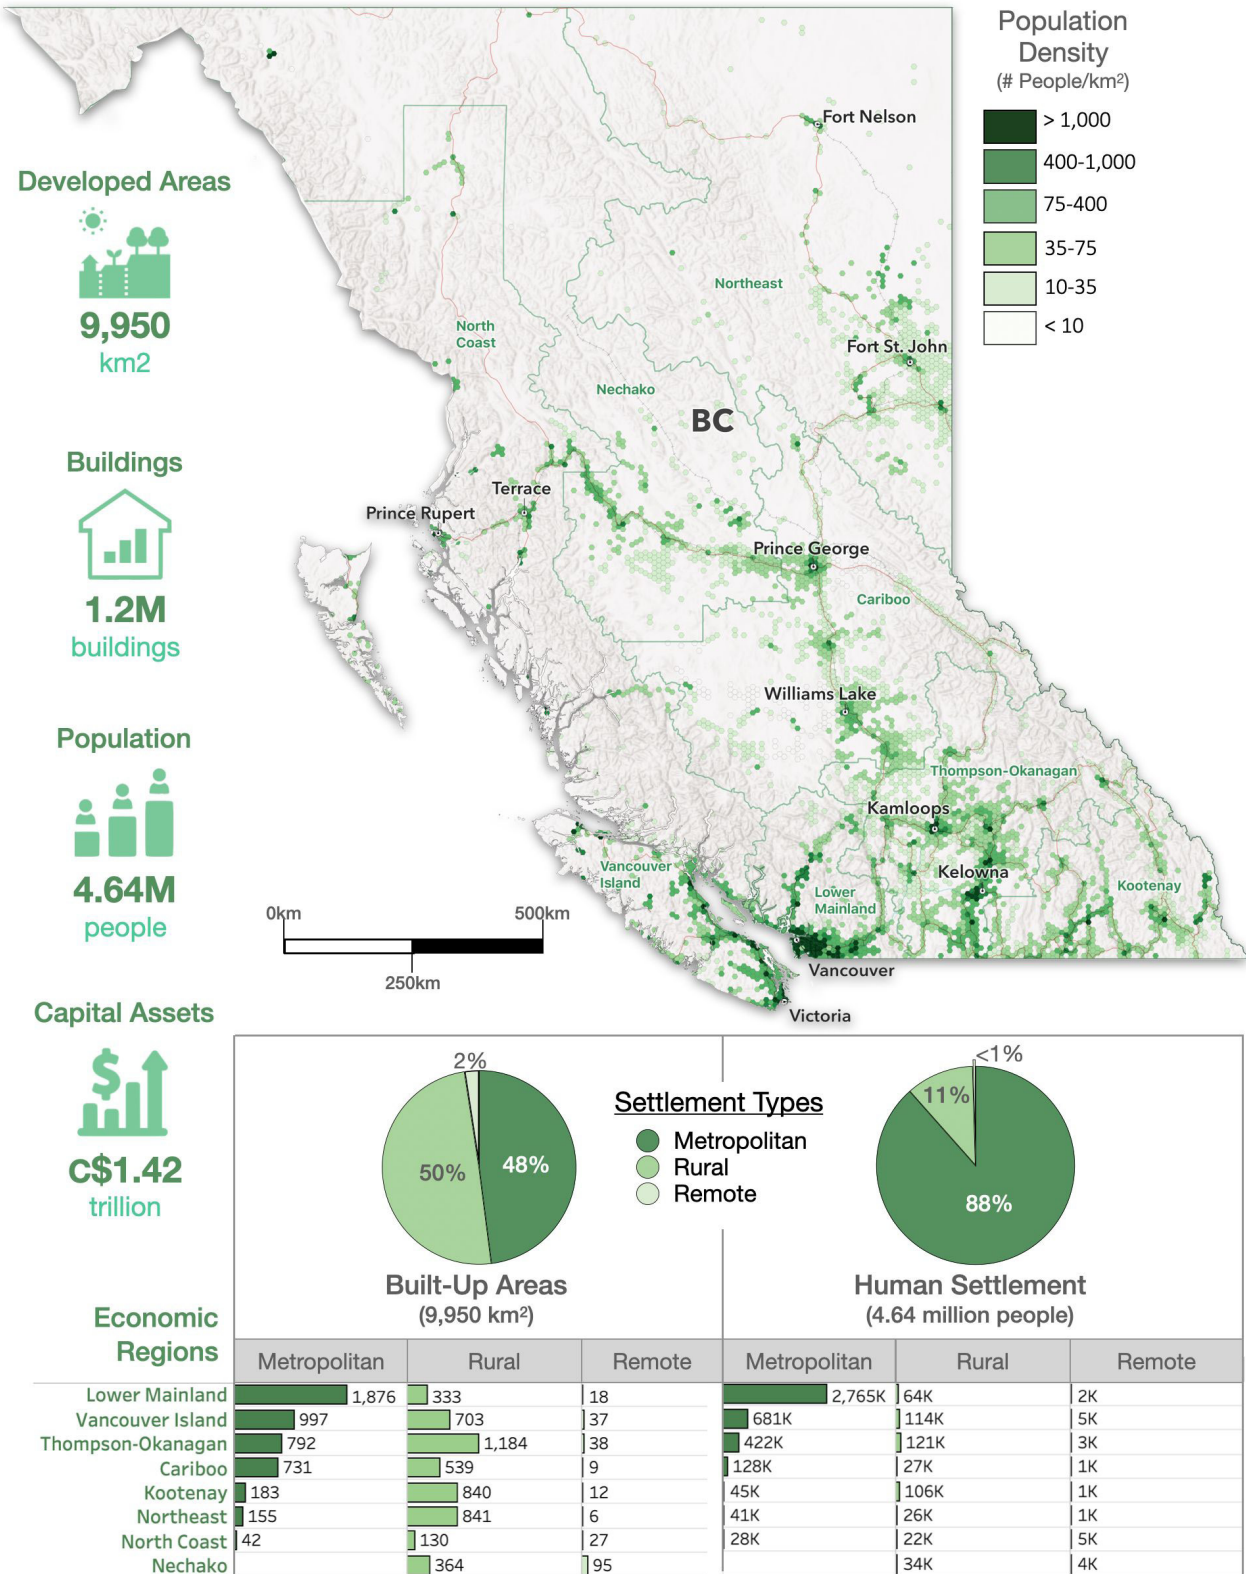 Population
Density
(# People/km²)
> 1,000
400-1,000
75-400
35-75
10-35
< 10
Fort Nelson
Northeast
Fort St. John
North
Coast
Nechako
BC
Terrace
Prince Rupert
Prince George
Cariboo
Williams Lake
Thompson-Okanagan
Kamloops
Kelowna
Vancouver
Island
Lower
Mainland
Kootenay
Vancouver
Victoria
0km
500km
250km
Developed Areas
9,950
km2
Buildings
1.2M
buildings
Population
4.64M
people
Capital Assets
C$1.42
trillion
2%
50%
48%
Built-Up Areas
(9,950 km²)
Settlement Types
Metropolitan
Rural
Remote
<1%
11%
88%
Human Settlement
(4.64 million people)
Economic
Regions
Metropolitan Rural Remote Metropolitan Rural Remote
Lower Mainland 1,876 333 18 2,765K 64K 2K
Vancouver Island 997 703 37 681K 114K 5K
Thompson-Okanagan 792 1,184 38 422K 121K 3K
Cariboo 731 539 9 128K 27K 1K
Kootenay 183 840 12 45K 106K 1K
Northeast 155 841 6 41K 26K 1K
North Coast 42 130 27 28K 22K 5K
Nechako 364 95 34K 4K